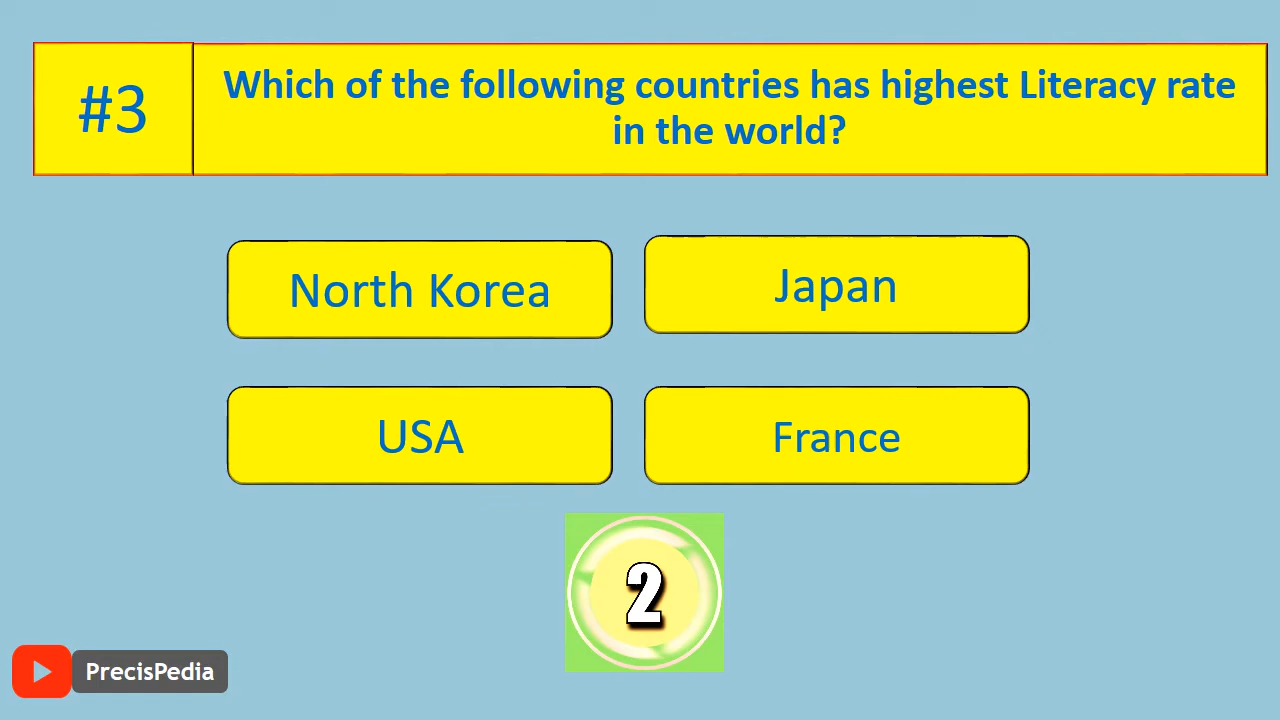 #3
Which of the following countries has highest Literacy rate
in the world?
North Korea
Japan
USA
France
2
PrecisPedia